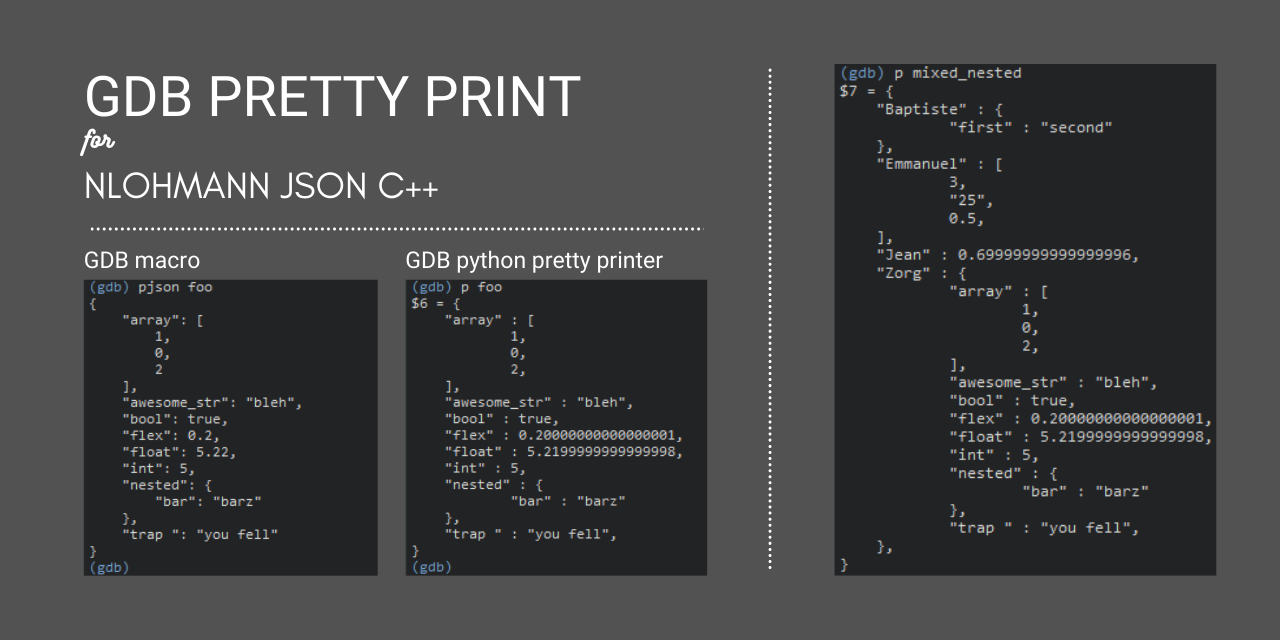 GDB PRETTY PRINT
for
NLOHMANN JSON C++
GDB macro
(gdb) pjson foo
{
    "array": [
        1,
        0,
        2
    ],
    "awesome_str": "bleh",
    "bool": true,
    "flex": 0.2,
    "float": 5.22,
    "int": 5,
    "nested": {
        "bar": "barz"
    },
    "trap ": "you fell"
}
(gdb)
GDB python pretty printer
(gdb) p foo
$6 = {
    "array" : [
            1,
            0,
            2,
    ],
    "awesome_str" : "bleh",
    "bool" : true,
    "flex" : 0.20000000000000001,
    "float" : 5.2199999999999998,
    "int" : 5,
    "nested" : {
            "bar" : "barz"
    },
    "trap " : "you fell",
}
(gdb)
(gdb) p mixed_nested
$7 = {
    "Baptiste" : {
            "first" : "second"
    },
    "Emmanuel" : [
            3,
            "25",
            0.5,
    ],
    "Jean" : 0.69999999999999996,
    "Zorg" : {
            "array" : [
                    1,
                    0,
                    2,
            ],
            "awesome_str" : "bleh",
            "bool" : true,
            "flex" : 0.20000000000000001,
            "float" : 5.2199999999999998,
            "int" : 5,
            "nested" : {
                    "bar" : "barz"
            },
            "trap " : "you fell",
    },
}